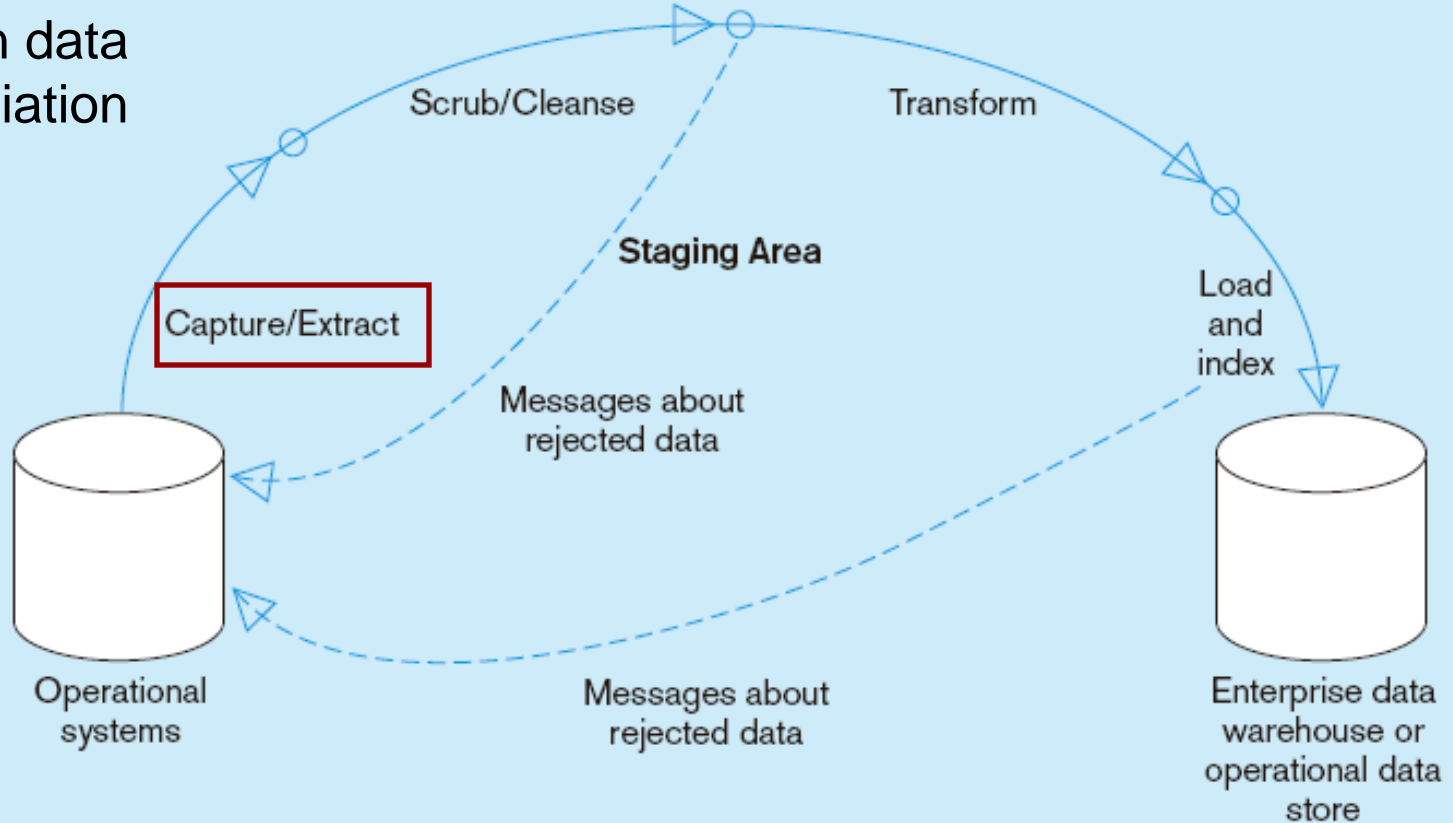 n data
iation
Scrub/Cleanse
Transform
Staging Area
Capture/Extract
Load
and
index
Messages about
rejected data
Operational
systems
Messages about
rejected data
Enterprise data
warehouse or
operational data
store